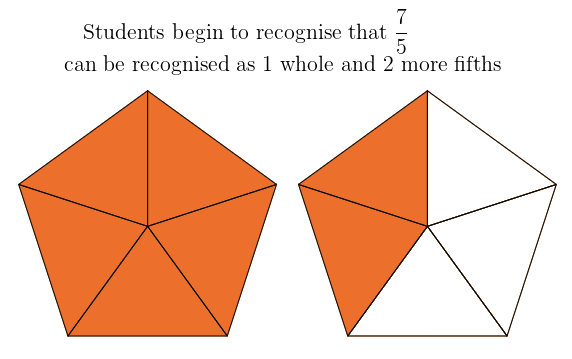 Students begin to recognise that 7/5
can be recognised as 1 whole and 2 more fifths